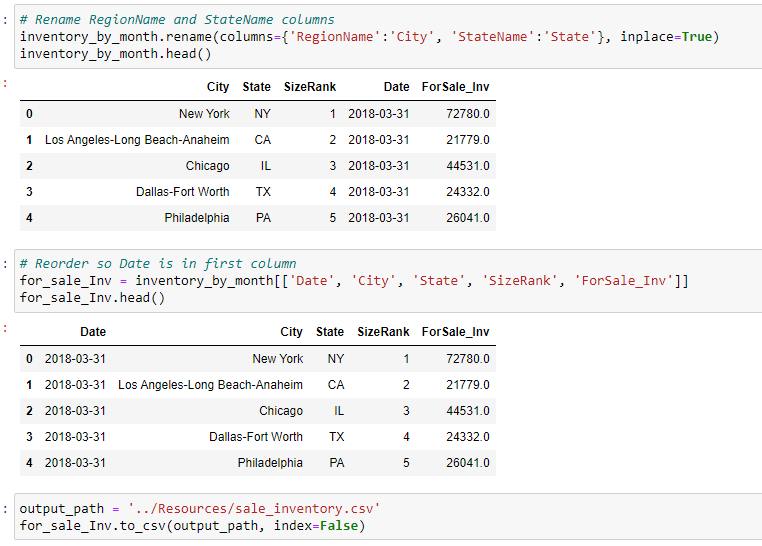 :
# Rename RegionName and StateName columns
inventory_by_month.rename(columns={'RegionName':'City', 'StateName':'State'}, inplace=True)
inventory_by_month.head()
:
City State SizeRank Date ForSale_Inv
0 New York NY 1 2018-03-31 72780.0
1 Los Angeles-Long Beach-Anaheim CA 2 2018-03-31 21779.0
2 Chicago IL 3 2018-03-31 44531.0
3 Dallas-Fort Worth TX 4 2018-03-31 24332.0
4 Philadelphia PA 5 2018-03-31 26041.0
:
# Reorder so Date is in first column
for_sale_Inv = inventory_by_month[['Date', 'City', 'State', 'SizeRank', 'ForSale_Inv']]
for_sale_Inv.head()
:
Date City State SizeRank ForSale_Inv
0 2018-03-31 New York NY 1 72780.0
1 2018-03-31 Los Angeles-Long Beach-Anaheim CA 2 21779.0
2 2018-03-31 Chicago IL 3 44531.0
3 2018-03-31 Dallas-Fort Worth TX 4 24332.0
4 2018-03-31 Philadelphia PA 5 26041.0
:
output_path = '../Resources/sale_inventory.csv'
for_sale_Inv.to_csv(output_path, index=False)